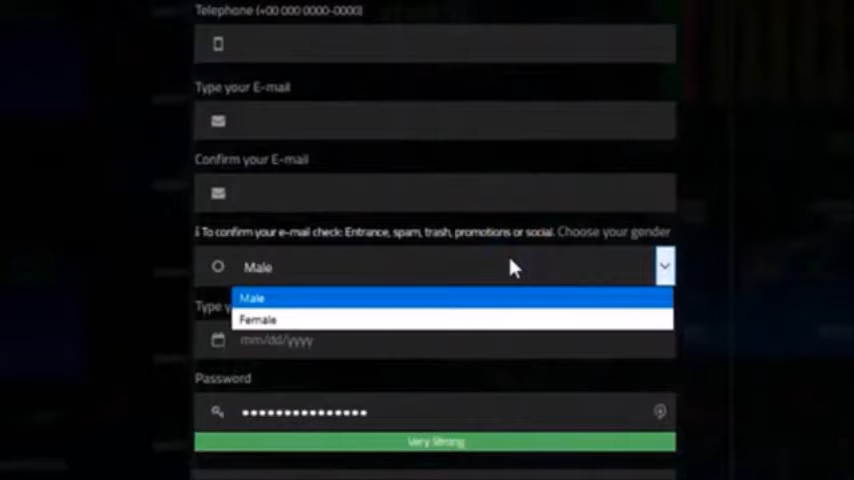 Telephone (+00 000 0000-0000)
Type your E-mail
Confirm your E-mail
i To confirm your e-mail check: Entrance, spam, trash, promotions or social. Choose your gender
Male
Male
Female
Type y
mm/dd/yyyy
Password
•••••••••••••••
Very Strong